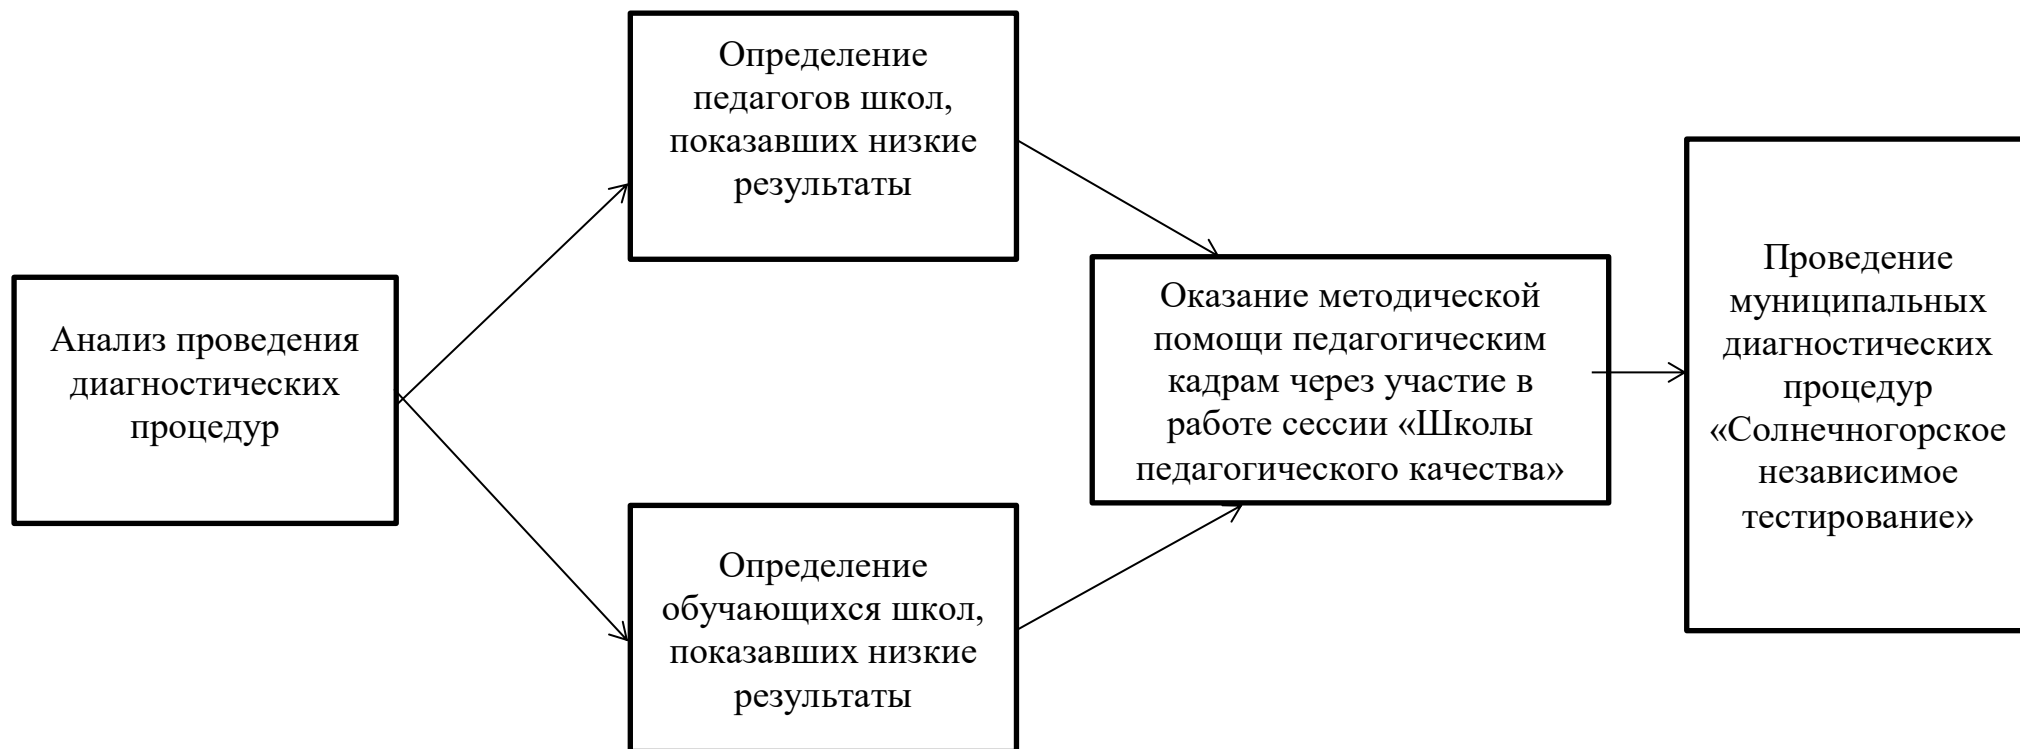 Анализ проведения
диагностических
процедур
Определение
педагогов школ,
показавших низкие
результаты
Определение
обучающихся школ,
показавших низкие
результаты
Оказание методической
помощи педагогическим
кадрам через участие в
работе сессии «Школы
педагогического качества»
Проведение
муниципальных
диагностических
процедур
«Солнечногорское
независимое
тестирование»